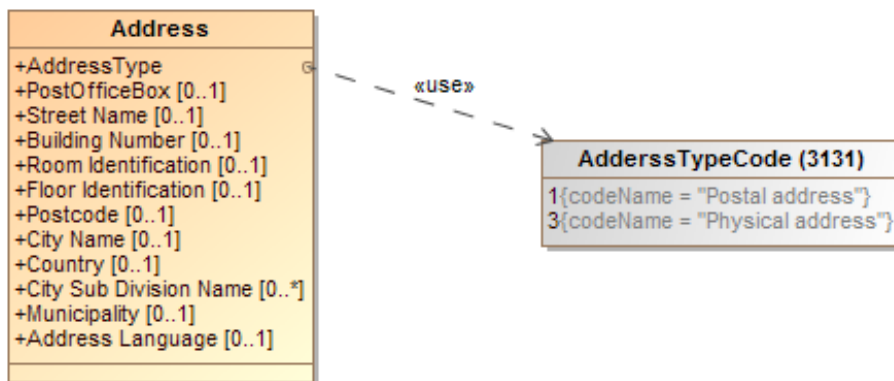 Address
+AddressType
+PostOfficeBox [0..1]
+Street Name [0..1]
+Building Number [0..1]
+Room Identification [0..1]
+Floor Identification [0..1]
+Postcode [0..1]
+City Name [0..1]
+Country [0..1]
+City Sub Division Name [0..*]
+Municipality [0..1]
+Address Language [0..1]
«use»
AdderssTypeCode (3131)
1{codeName = "Postal address"}
3{codeName = "Physical address"}